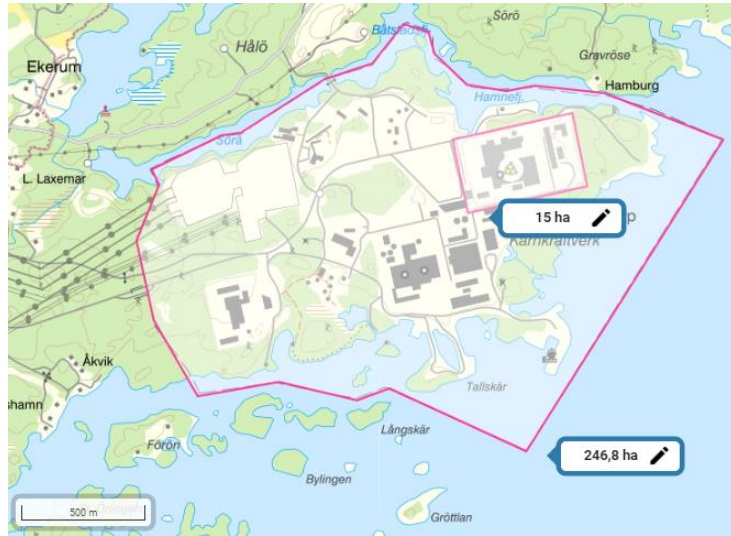 Båtstadsfj.
Sörö
Hålö
Ekerum
Gravröse
Hamburg
Hamnefj.
Sörå
L. Laxemar
15 ha
p
Kärnkraftverk
Åkvik
Tallskär
shamn
Långskär
Förön
246,8 ha
Bylingen
500 m
Gröttlan